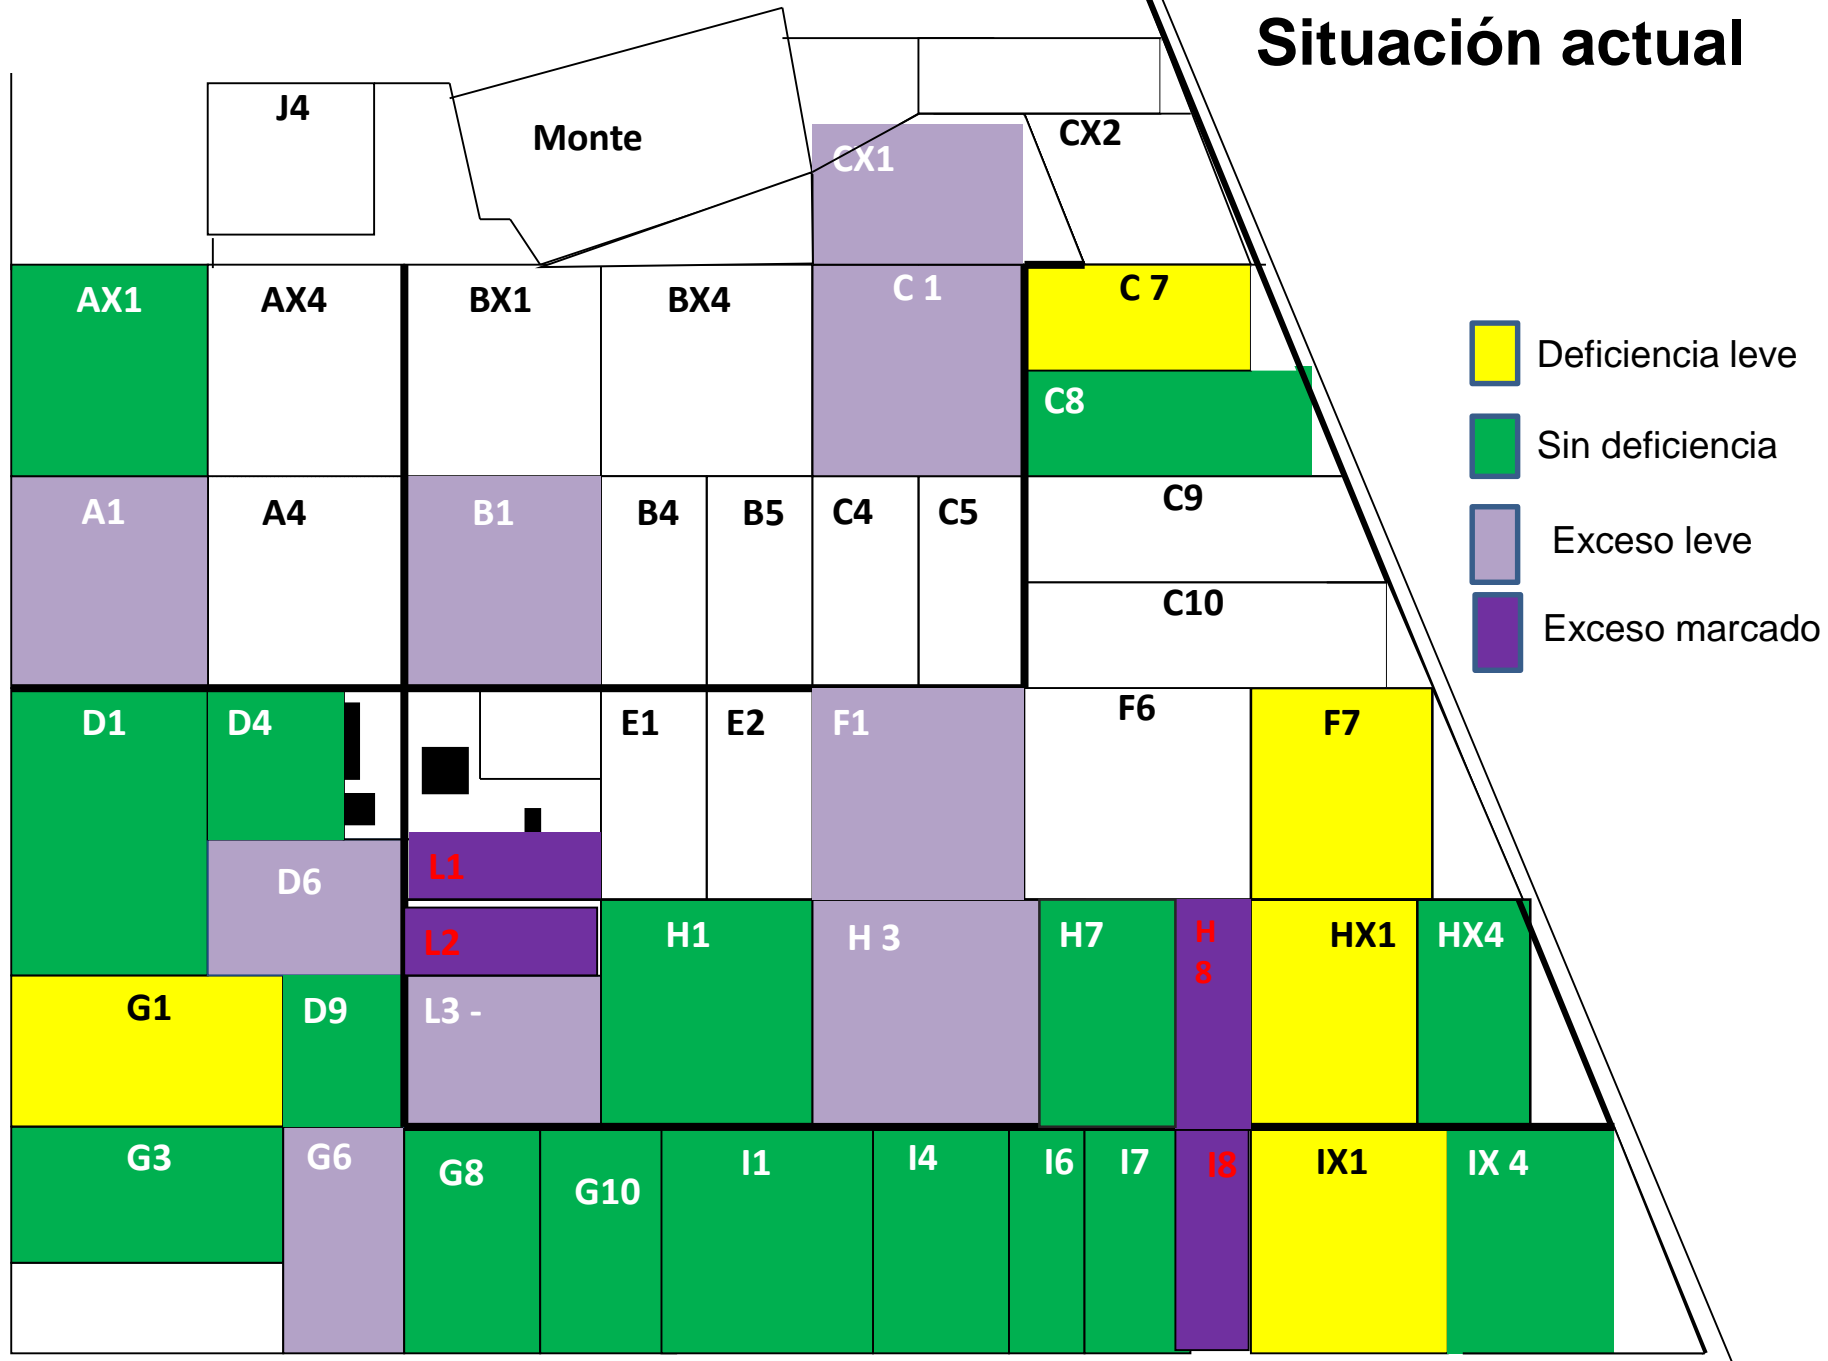 Situación actual
J4
Monte
CX1
CX2
AX1
AX4
BX1
BX4
C 1
C 7
Deficiencia leve
C8
Sin deficiencia
A1
A4
B1
B4
B5
C4
C5
C9
Exceso leve
C10
Exceso marcado
D1
D4
E1
E2
F1
F6
F7
L1
D6
L2
H1
H 3
H7
H
8
HX1
HX4
G1
D9
L3 -
G3
G6
G8
G10
I1
I4
I6
I7
I8
IX1
IX 4